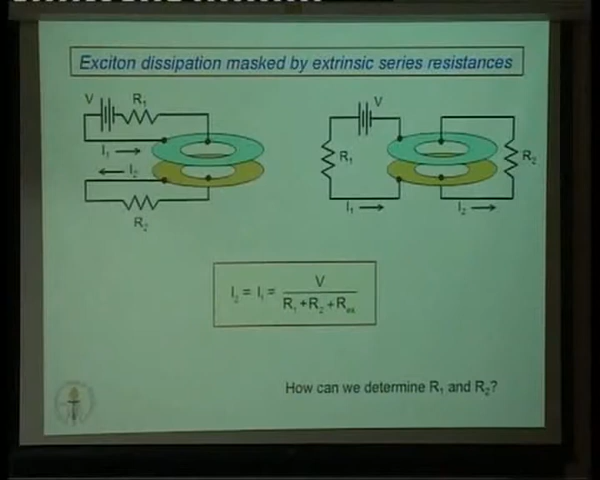 Exciton dissipation masked by extrinsic series resistances
V R₁
I₁
I₂
R₂
V
R₁ R₂
I₁ I₂
I₂ = I₁ = V / (R₁ + R₂ + Rₑₓ)
How can we determine R₁ and R₂?